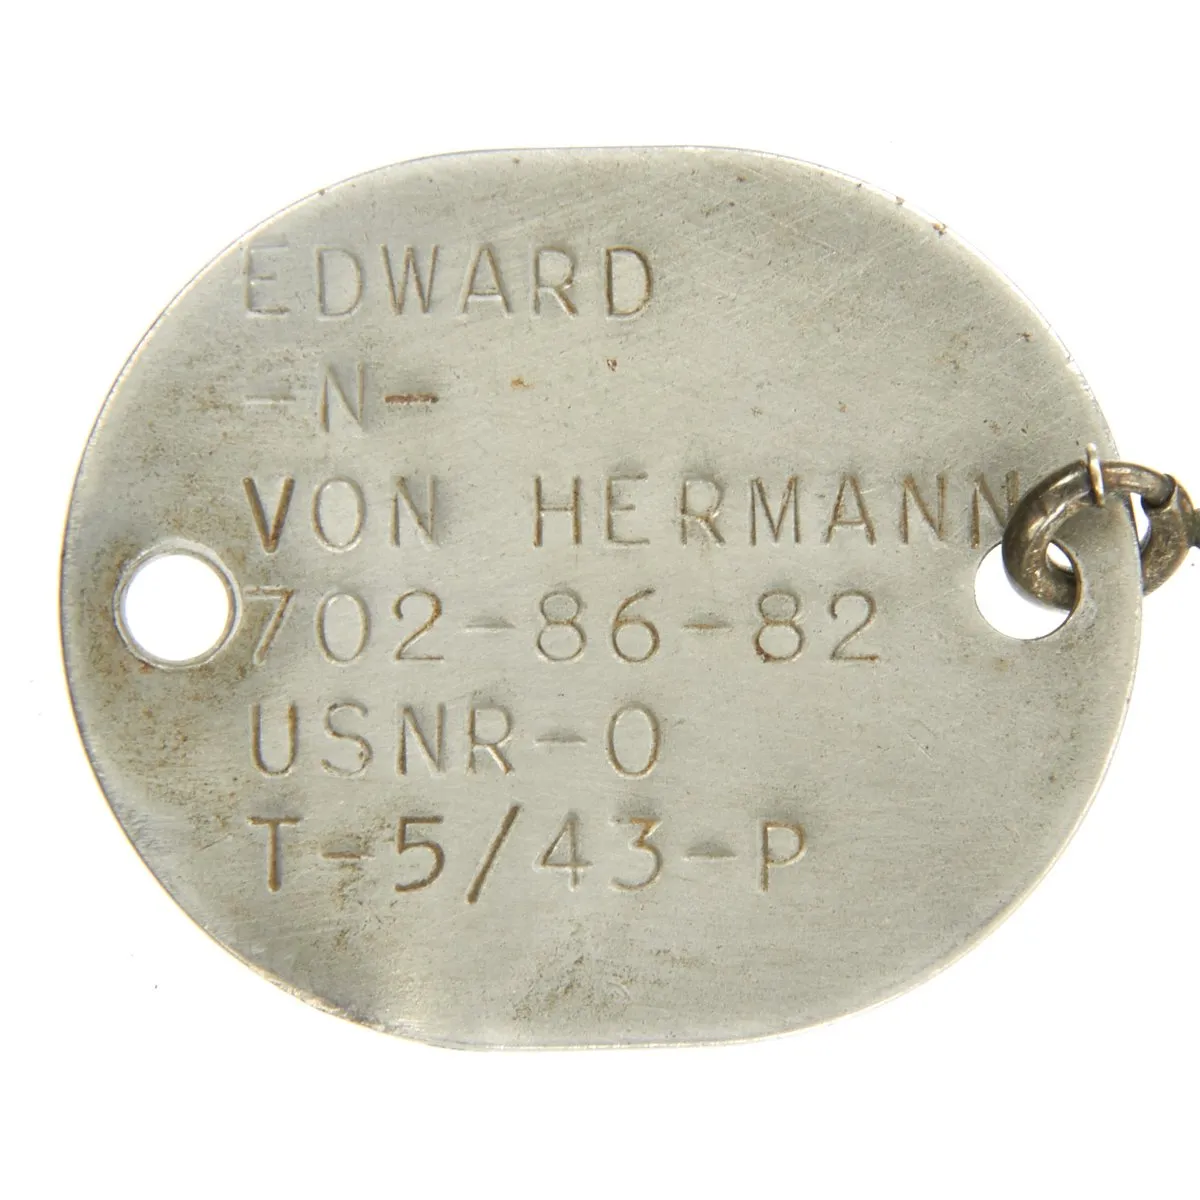 EDWARD
-N-
VON HERMANN
702-86-82
USNR-O
T-5/43-P